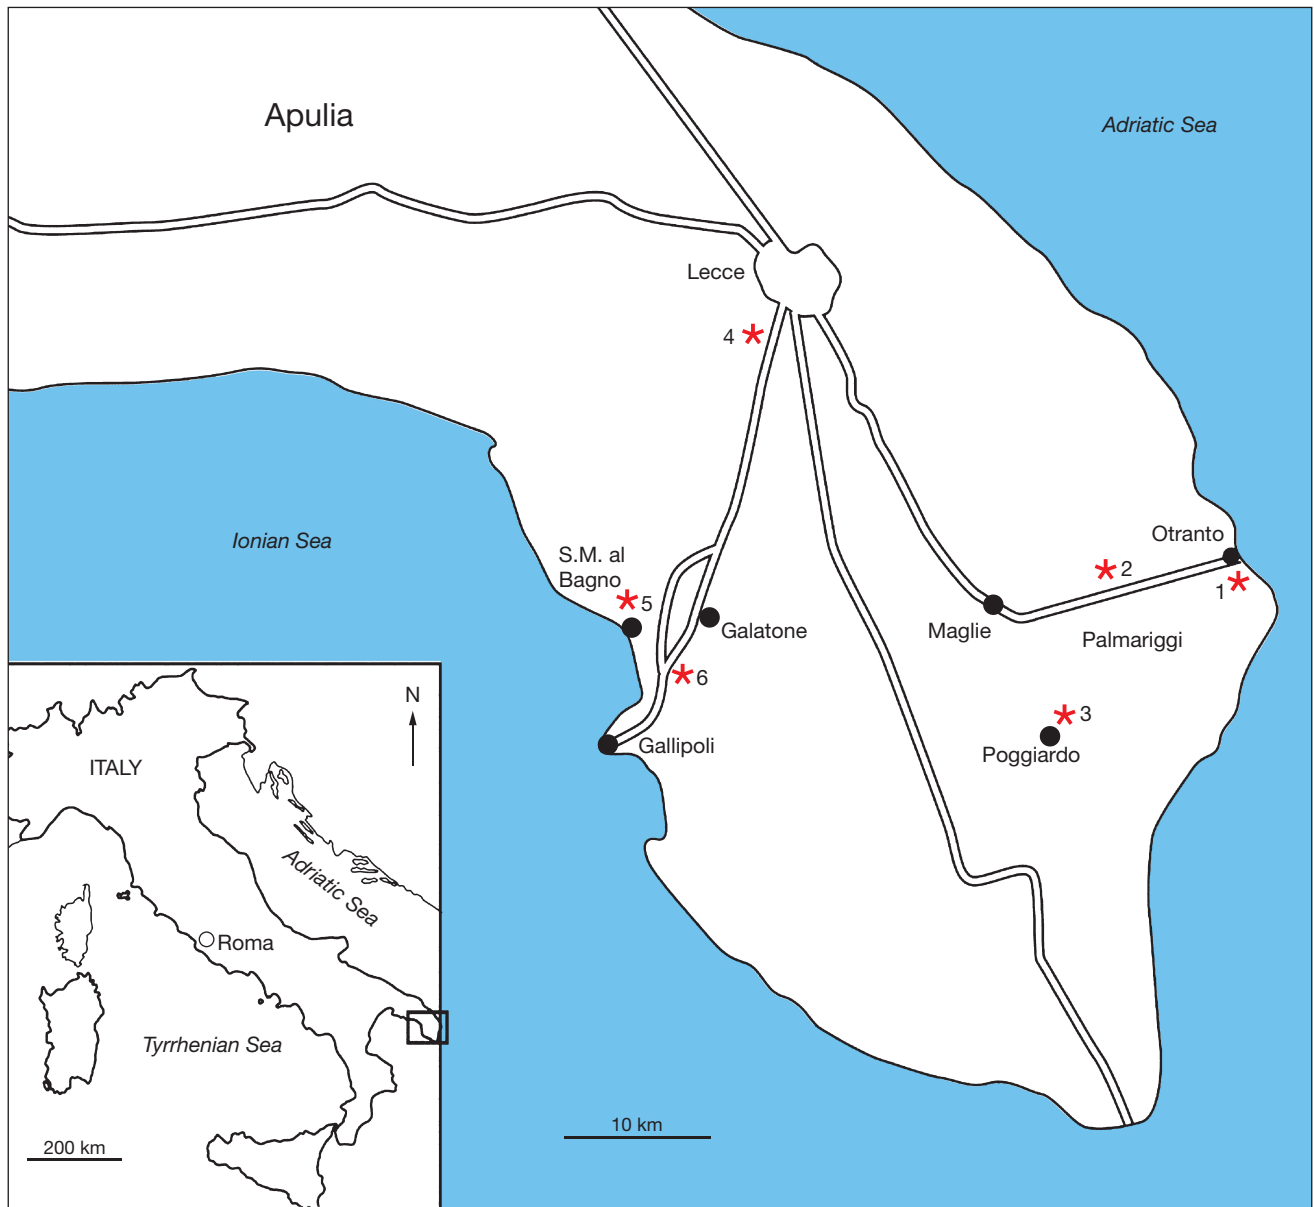 Apulia
Adriatic Sea
Lecce
4
Ionian Sea
S.M. al
Bagno
5
Galatone
6
Gallipoli
Otranto
2
1
Maglie
Palmariggi
3
Poggiardo
10 km
N
ITALY
Adriatic Sea
Roma
Tyrrhenian Sea
200 km